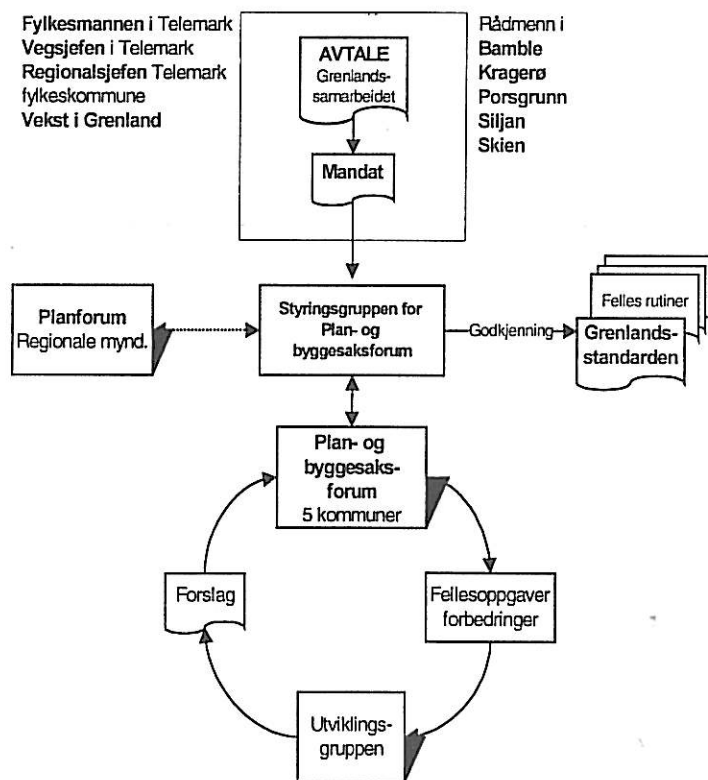 Fylkesmannen i Telemark
Vegsjefen i Telemark
Regionalsjefen Telemark
fylkeskommune
Vekst i Grenland
AVTALE
Grenlands-
samarbeidet
Mandat
Rådmenn i
Bamble
Kragerø
Porsgrunn
Siljan
Skien
Planforum
Regionale mynd.
Styringsgruppen for
Plan- og
byggesaksforum
Godkjenning
Felles rutiner
Grenlands-
standarden
Plan- og
byggesaks-
forum
5 kommuner
Forslag
Fellesoppgaver
forbedringer
Utviklings-
gruppen